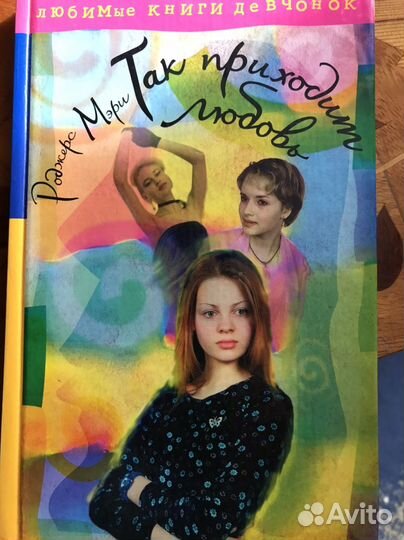 любимые книги девчонок
Роджерс Мэри
Так приходит
любовь
Avito